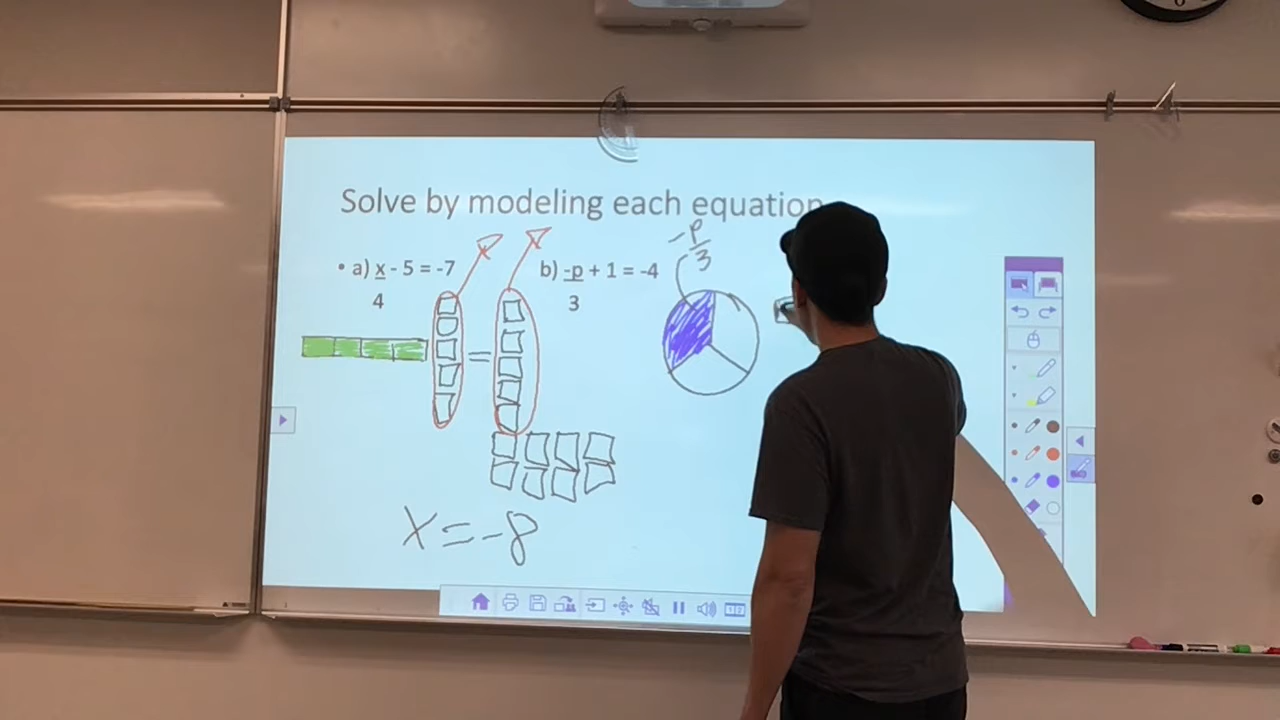 Solve by modeling each equation
• a) x - 5 = -7
4
b) -p + 1 = -4
3
-p
3
x = -8